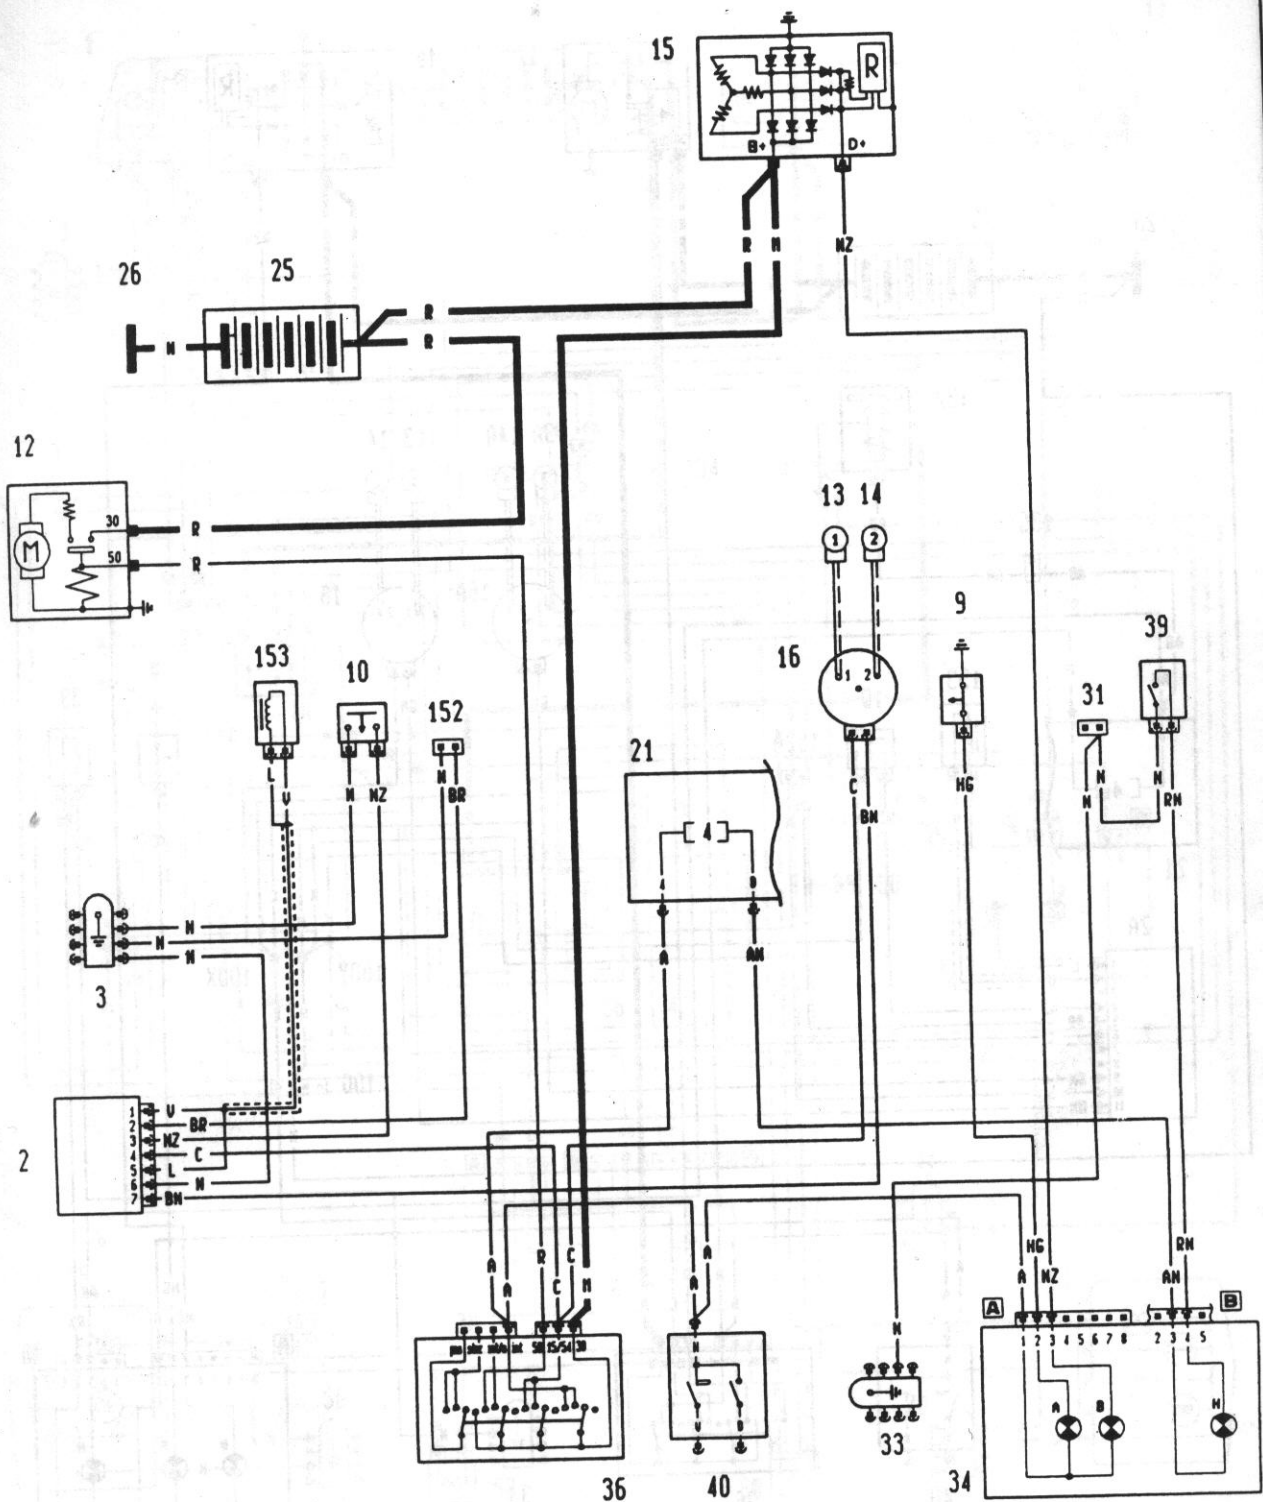 15
R
B+ D+
R M NZ
26 25
R
N R
12
13 14
30 R
M 1 2
50 R
9
153 10 16 39
1 2
152 31
21
L V N NZ N BR C HG N N RN
BN
4
4
N A AN
N
N
3
1 V
2 BR
3 NZ
2 4 C
5 L
6 N
7 BN
HG RN
A A R C C M A A A NZ AN
A B
N
50 15/54 30 1 2 3 4 5 6 7 8 2 3 4 5
int
N
A B
H
33
34
36 40